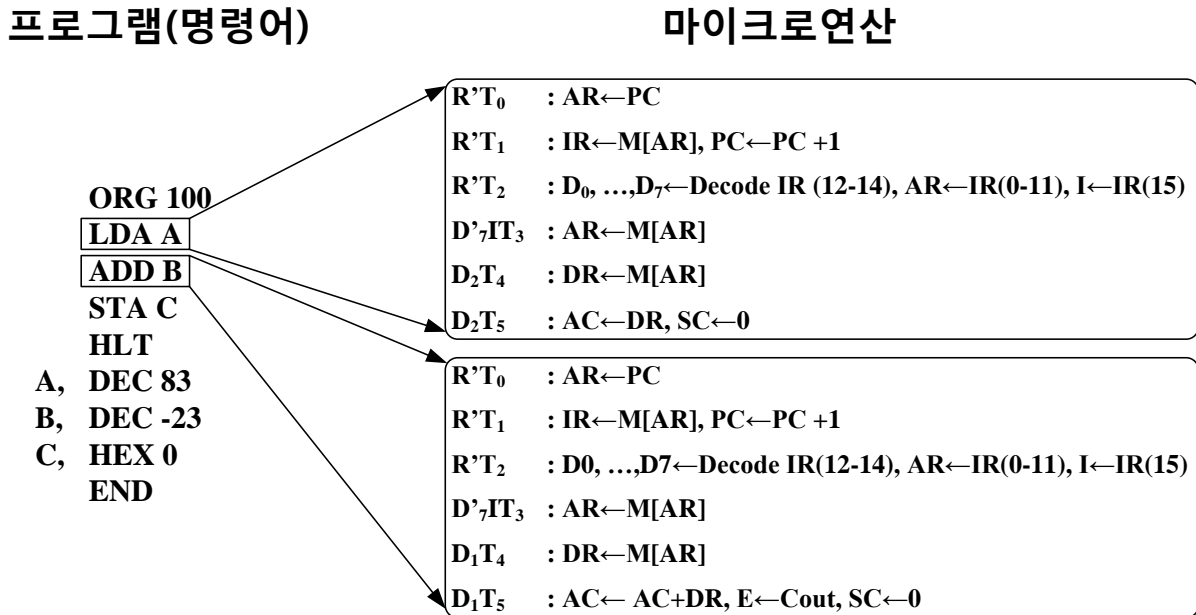 프로그램(명령어)
마이크로연산
ORG 100
LDA A
ADD B
STA C
HLT
A, DEC 83
B, DEC -23
C, HEX 0
END
R’T₀ : AR←PC
R’T₁ : IR←M[AR], PC←PC +1
R’T₂ : D₀, …,D₇←Decode IR (12-14), AR←IR(0-11), I←IR(15)
D’₇IT₃ : AR←M[AR]
D₂T₄ : DR←M[AR]
D₂T₅ : AC←DR, SC←0
R’T₀ : AR←PC
R’T₁ : IR←M[AR], PC←PC +1
R’T₂ : D0, …,D7←Decode IR(12-14), AR←IR(0-11), I←IR(15)
D’₇IT₃ : AR←M[AR]
D₁T₄ : DR←M[AR]
D₁T₅ : AC← AC+DR, E←Cout, SC←0